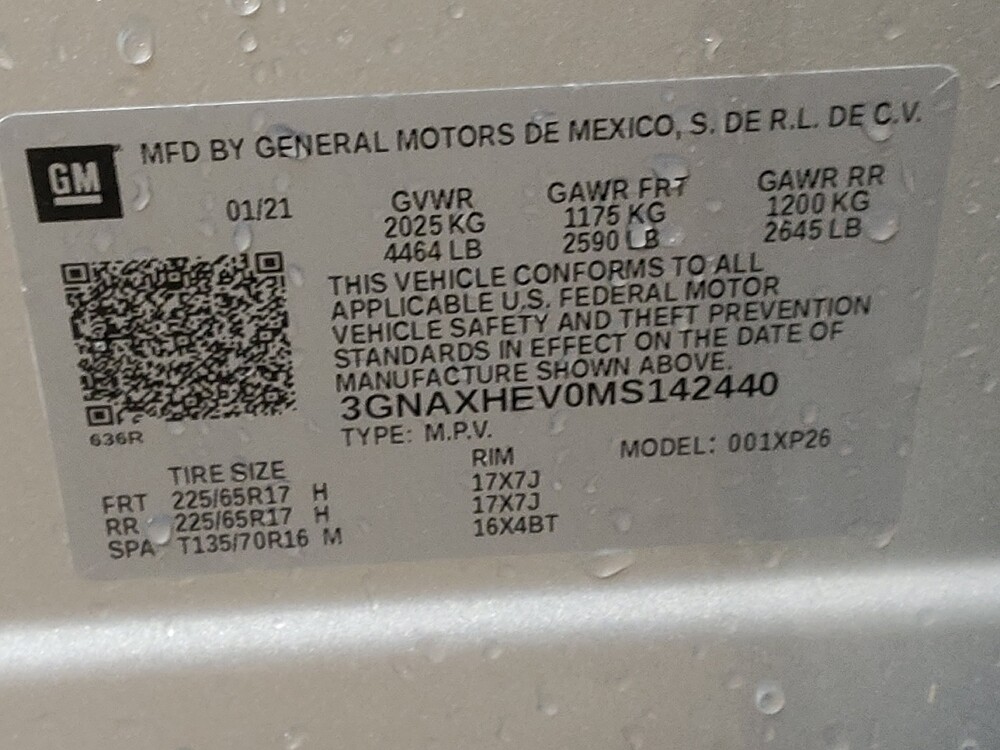 GM
MFD BY GENERAL MOTORS DE MEXICO, S. DE R.L. DE C.V.
01/21 GVWR GAWR FRT GAWR RR
2025 KG 1175 KG 1200 KG
4464 LB 2590 LB 2645 LB
THIS VEHICLE CONFORMS TO ALL
APPLICABLE U.S. FEDERAL MOTOR
VEHICLE SAFETY AND THEFT PREVENTION
STANDARDS IN EFFECT ON THE DATE OF
MANUFACTURE SHOWN ABOVE.
3GNAXHEV0MS142440
636R
TYPE: M.P.V. MODEL: 001XP26
TIRE SIZE RIM
FRT 225/65R17 H 17X7J
RR 225/65R17 H 17X7J
SPA T135/70R16 M 16X4BT